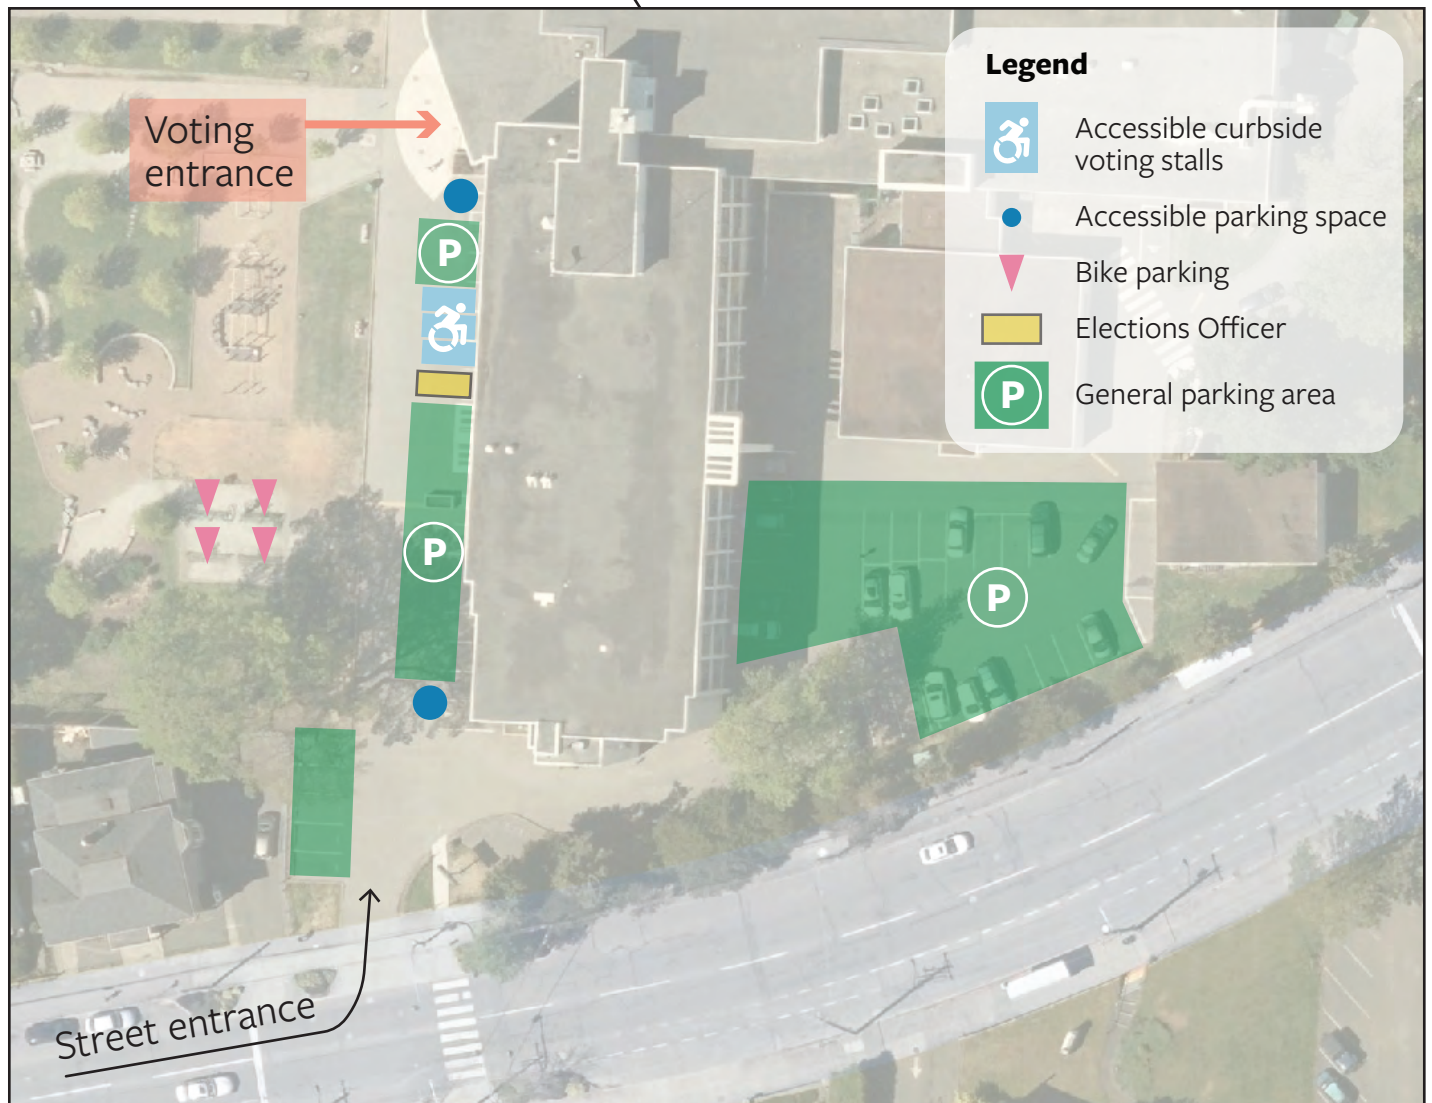 Voting
entrance
Legend
Accessible curbside
voting stalls
Accessible parking space
Bike parking
Elections Officer
P
General parking area
P
P
P
Street entrance